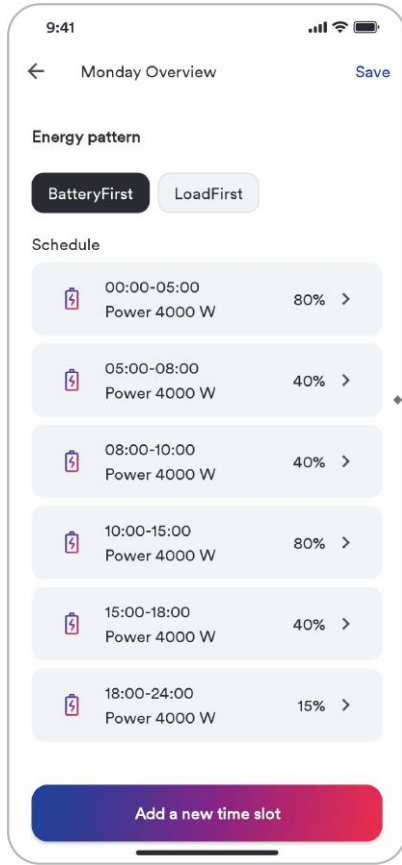 9:41
Monday Overview
Save
Energy pattern
BatteryFirst
LoadFirst
Schedule
00:00-05:00
Power 4000 W
80%
05:00-08:00
Power 4000 W
40%
08:00-10:00
Power 4000 W
40%
10:00-15:00
Power 4000 W
80%
15:00-18:00
Power 4000 W
40%
18:00-24:00
Power 4000 W
15%
Add a new time slot